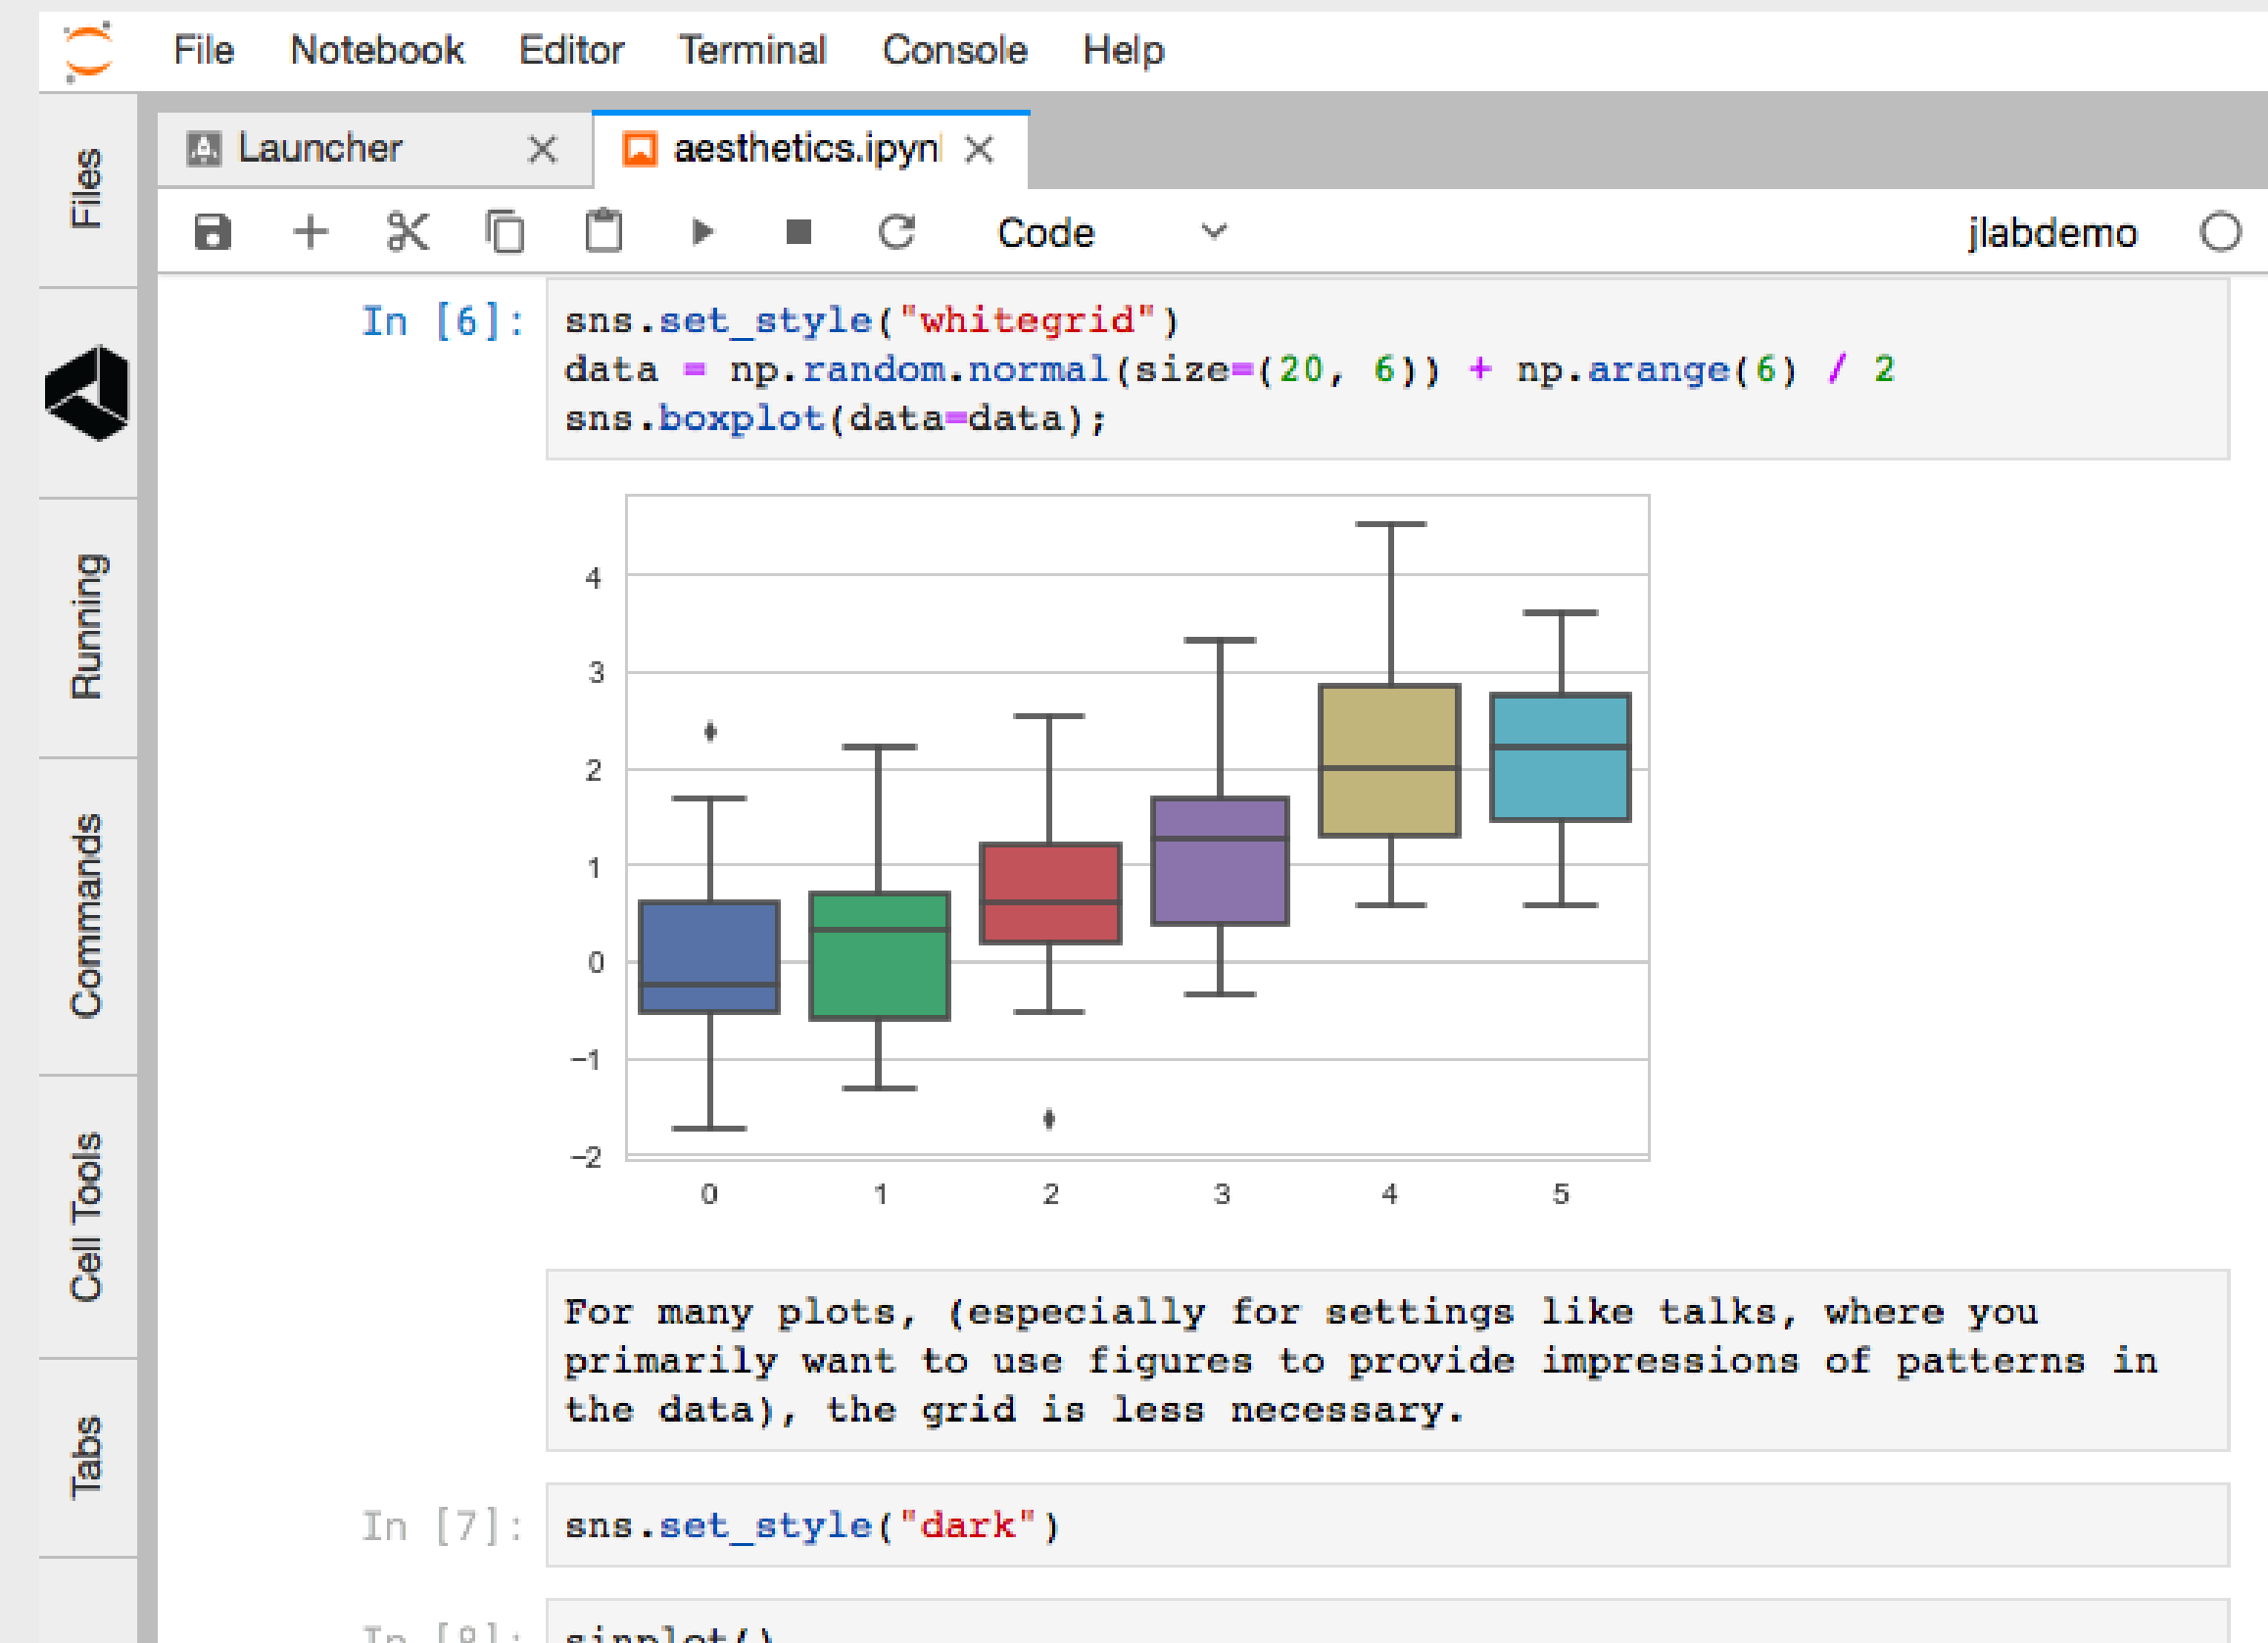 File Notebook Editor Terminal Console Help
Launcher aesthetics.ipyn
Code jlabdemo
Files
Running
Commands
Cell Tools
Tabs
In [6]: sns.set_style("whitegrid")
data = np.random.normal(size=(20, 6)) + np.arange(6) / 2
sns.boxplot(data=data);
4
3
2
1
0
−1
−2
0 1 2 3 4 5
For many plots, (especially for settings like talks, where you
primarily want to use figures to provide impressions of patterns in
the data), the grid is less necessary.
In [7]: sns.set_style("dark")
In [8]: sinplot()